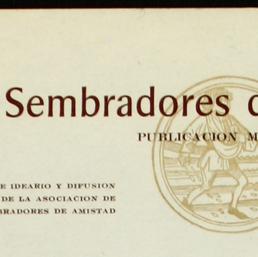 Sembradores d
PUBLICACION M
E IDEARIO Y DIFUSION
DE LA ASOCIACION DE
BRADORES DE AMISTAD